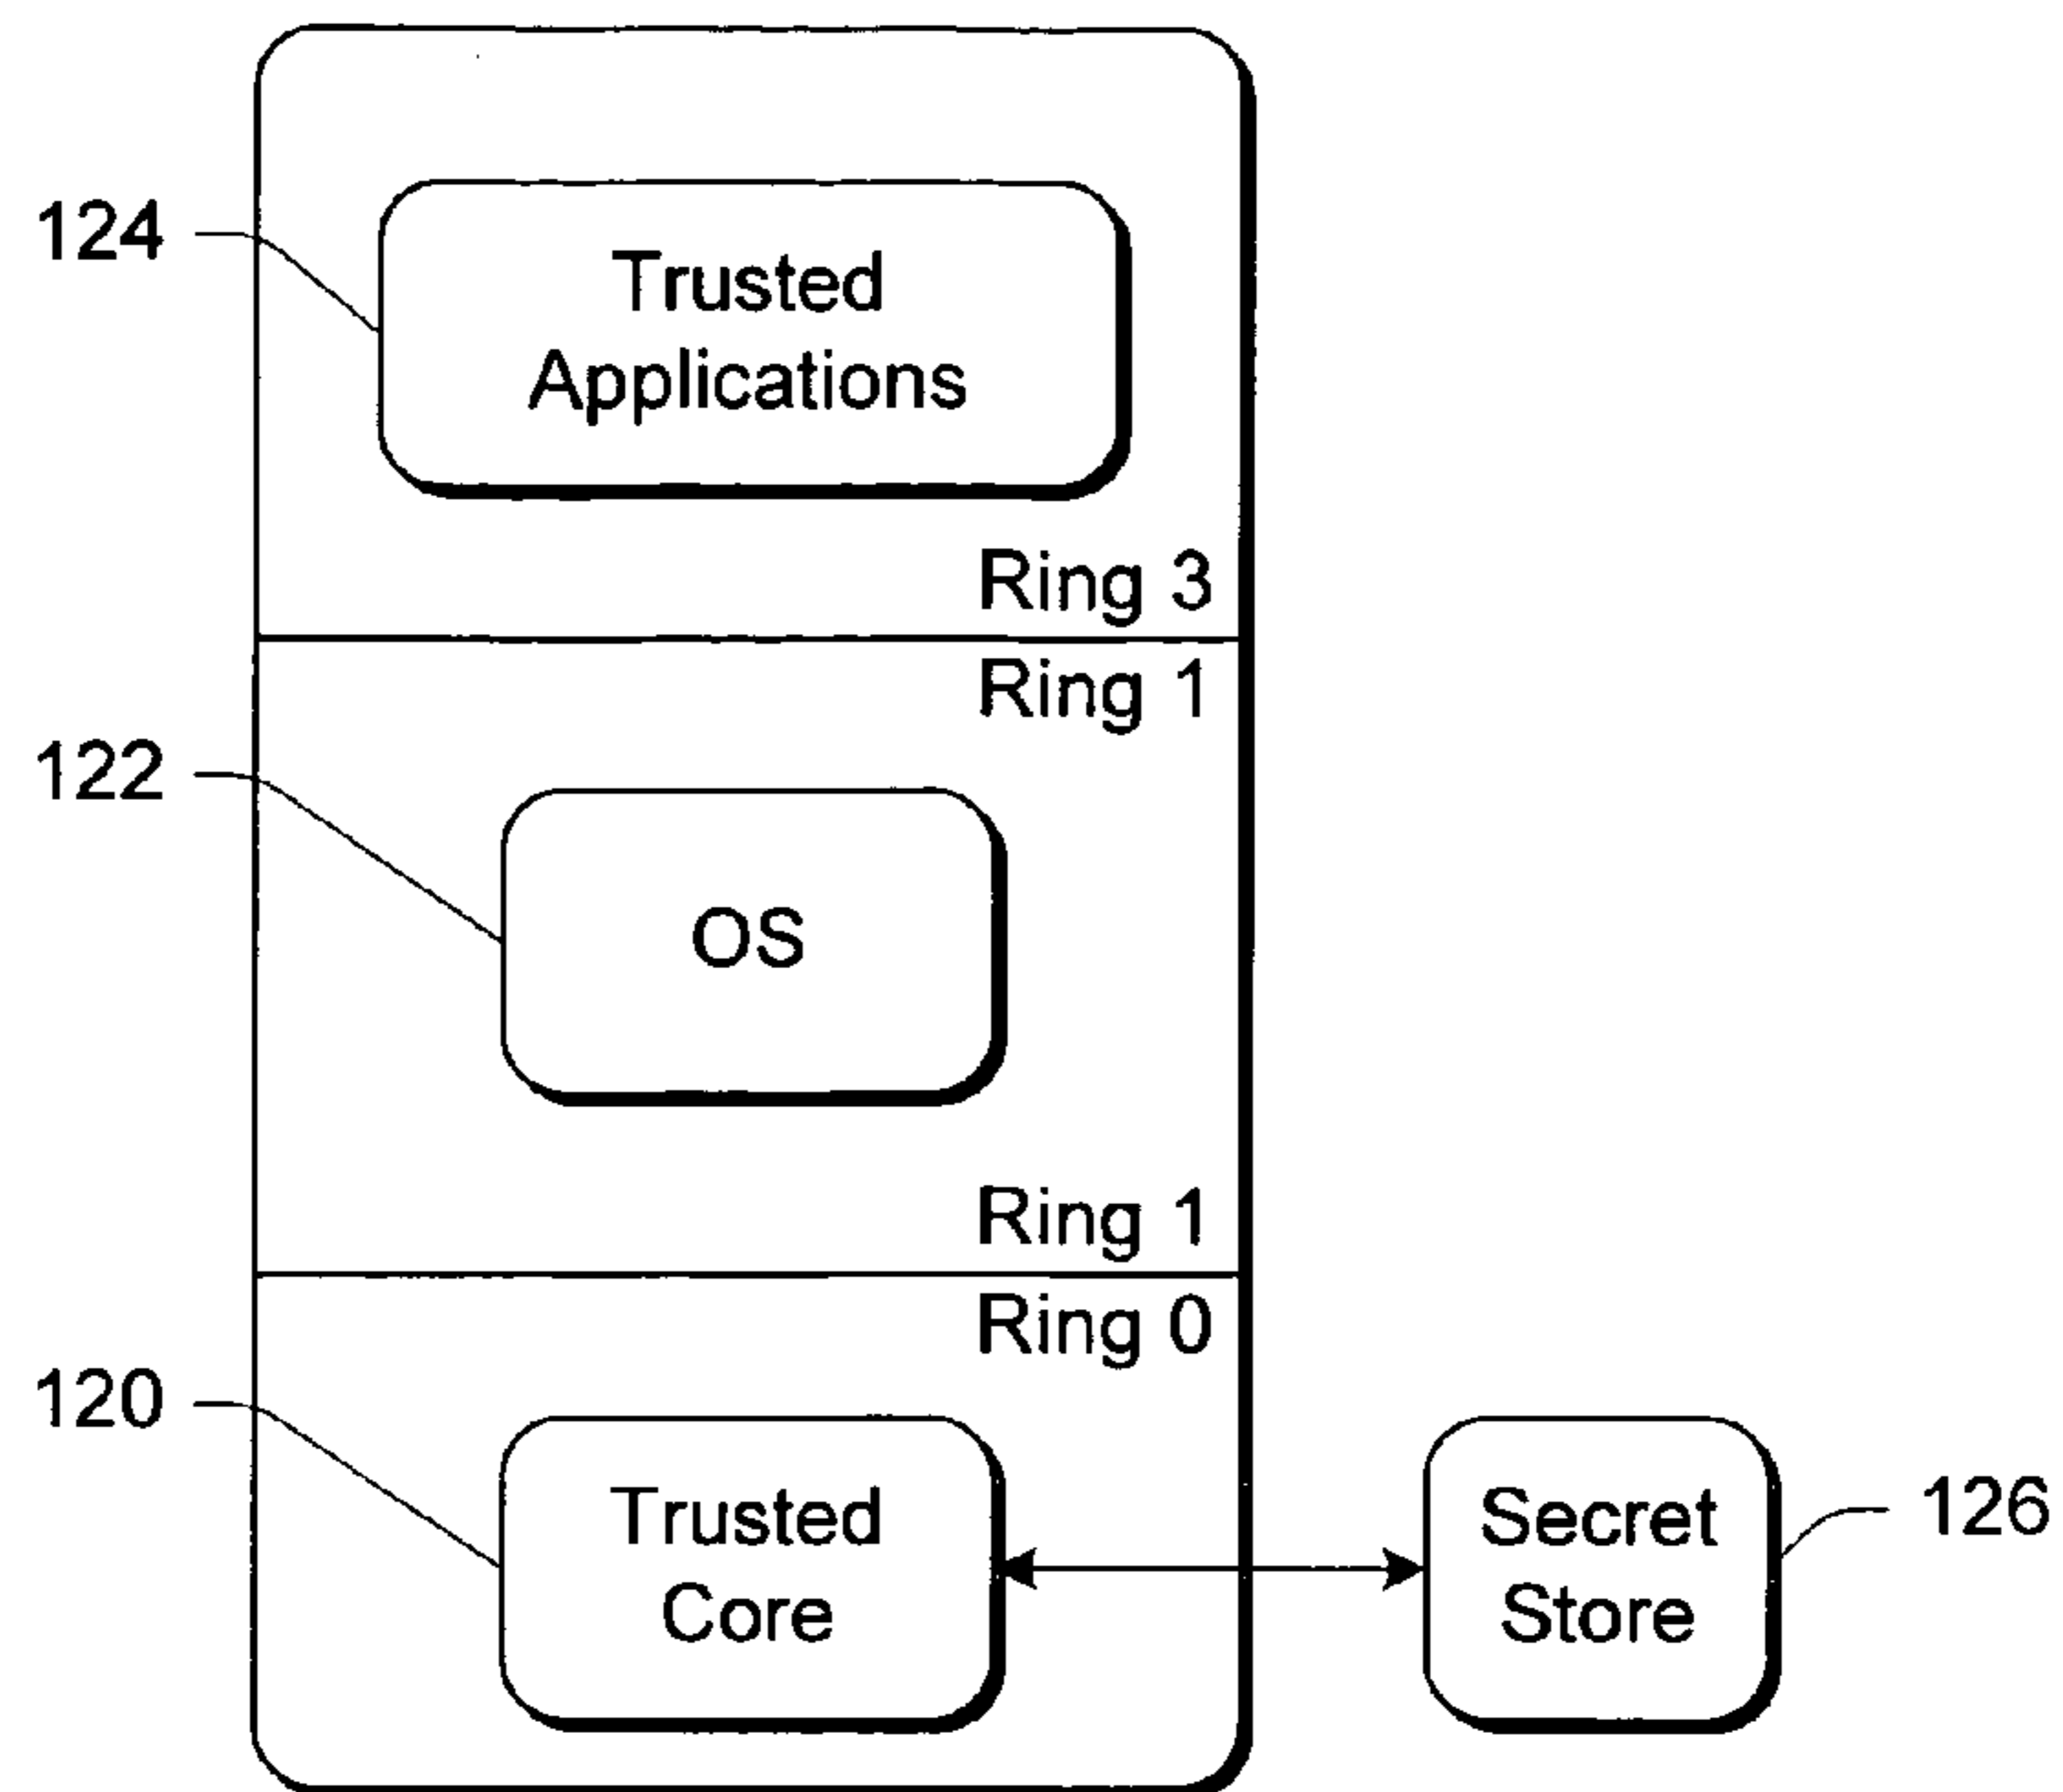 124
Trusted
Applications
Ring 3
Ring 1
122
OS
Ring 1
Ring 0
120
Trusted
Core
Secret
Store
126